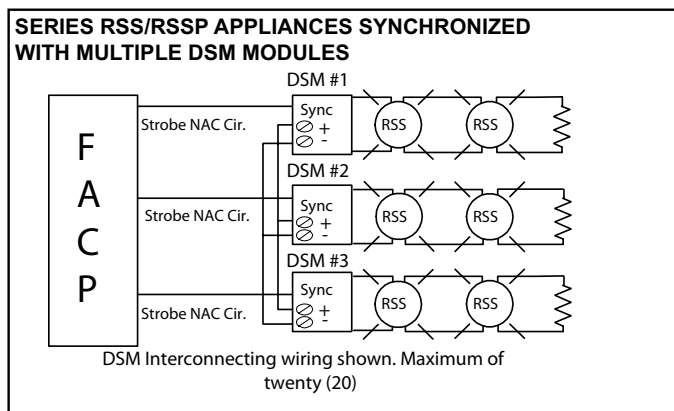 SERIES RSS/RSSP APPLIANCES SYNCHRONIZED
WITH MULTIPLE DSM MODULES
DSM #1
Sync
+
-
Strobe NAC Cir.
RSS
RSS
FACP
DSM #2
Sync
+
-
Strobe NAC Cir.
RSS
RSS
DSM #3
Sync
+
-
Strobe NAC Cir.
RSS
RSS
DSM Interconnecting wiring shown. Maximum of
twenty (20)